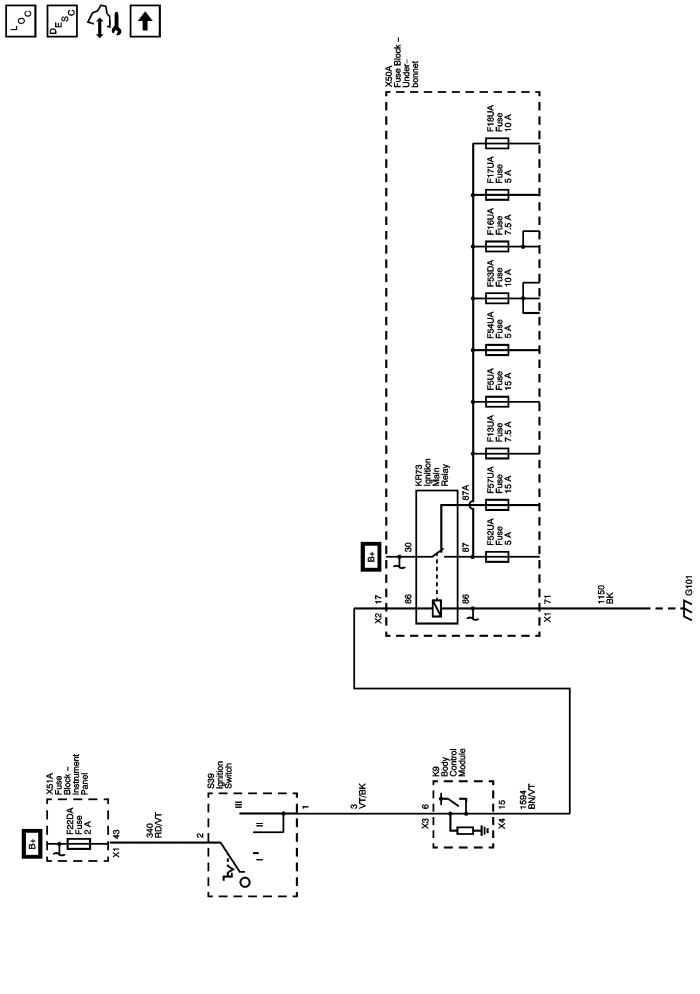 LOC
DESC
X50A
Fuse Block –
Under–
bonnet
F18UA
Fuse
10 A
F17UA
Fuse
5 A
F16UA
Fuse
7.5 A
F53DA
Fuse
10 A
F54UA
Fuse
5 A
F5UA
Fuse
15 A
F13UA
Fuse
7.5 A
F57UA
Fuse
15 A
F52UA
Fuse
5 A
KR73
Ignition
Main
Relay
87A
87
30
B+
86
86
17
X2
71
X1
1150
BK
G101
X51A
Fuse
Block –
Instrument
Panel
F22DA
Fuse
2 A
B+
43
X1
340
RD/VT
S39
Ignition
Switch
2
III
II
I
1
3
VT/BK
K9
Body
Control
Module
6
X3
15
X4
1594
BN/VT